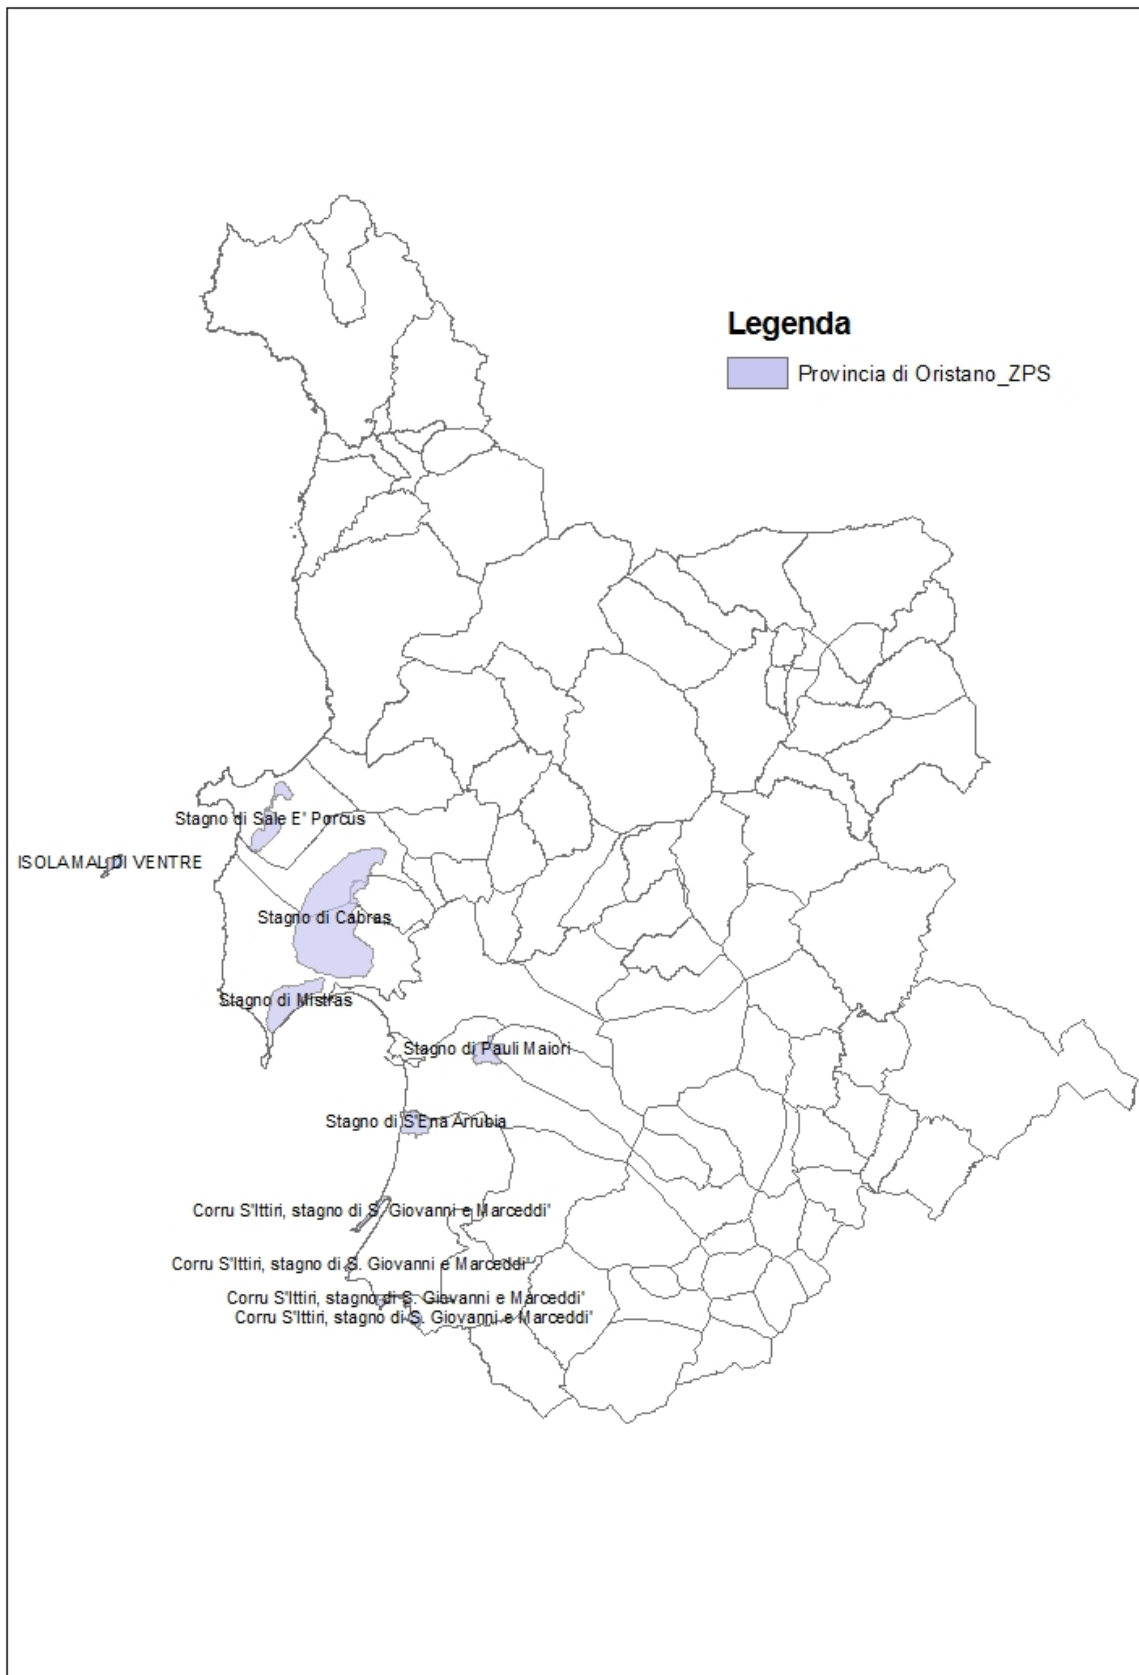 Legenda
Provincia di Oristano_ZPS
Stagno di Sale E' Porcus
ISOLA MAL DI VENTRE
Stagno di Cabras
Stagno di Mistras
Stagno di Pauli Maiori
Stagno di S'Ena Arrubia
Corru S'Ittiri, stagno di S. Giovanni e Marceddi'
Corru S'Ittiri, stagno di S. Giovanni e Marceddi'
Corru S'Ittiri, stagno di S. Giovanni e Marceddi'
Corru S'Ittiri, stagno di S. Giovanni e Marceddi'